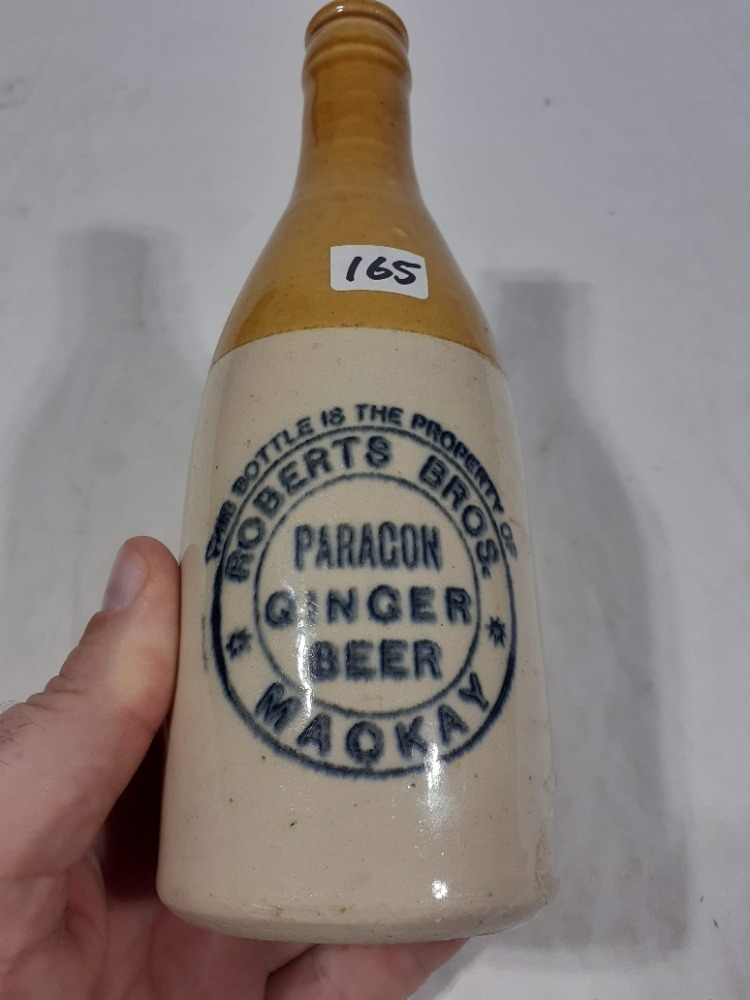 165
THIS BOTTLE IS THE PROPERTY OF
ROBERTS BROS.
PARAGON
GINGER
BEER
MACKAY